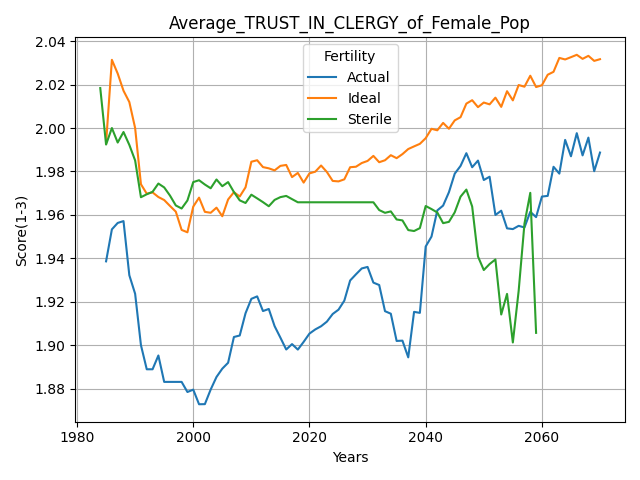 Average_TRUST_IN_CLERGY_of_Female_Pop
Fertility
Actual
Ideal
Sterile
Score(1-3)
2.04
2.02
2.00
1.98
1.96
1.94
1.92
1.90
1.88
1980 2000 2020 2040 2060
Years